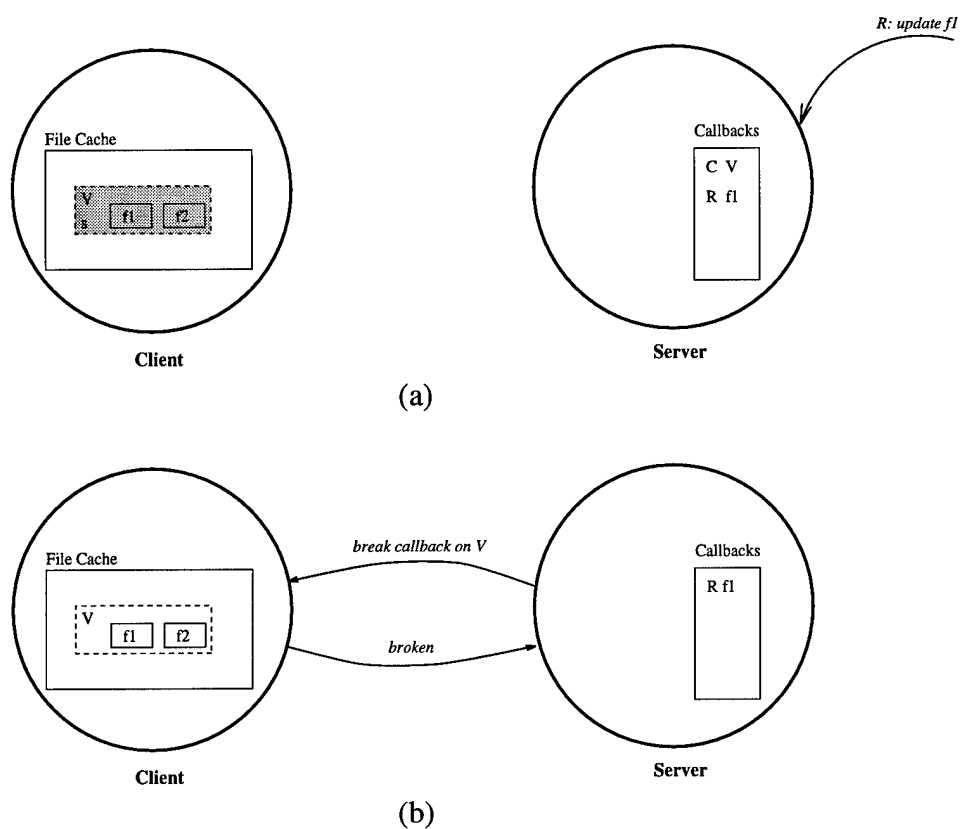 R: update f1
File Cache
V
f1 f2
s
Callbacks
C V
R f1
Client
Server
(a)
File Cache
V
f1 f2
break callback on V
broken
Callbacks
R f1
Client
Server
(b)